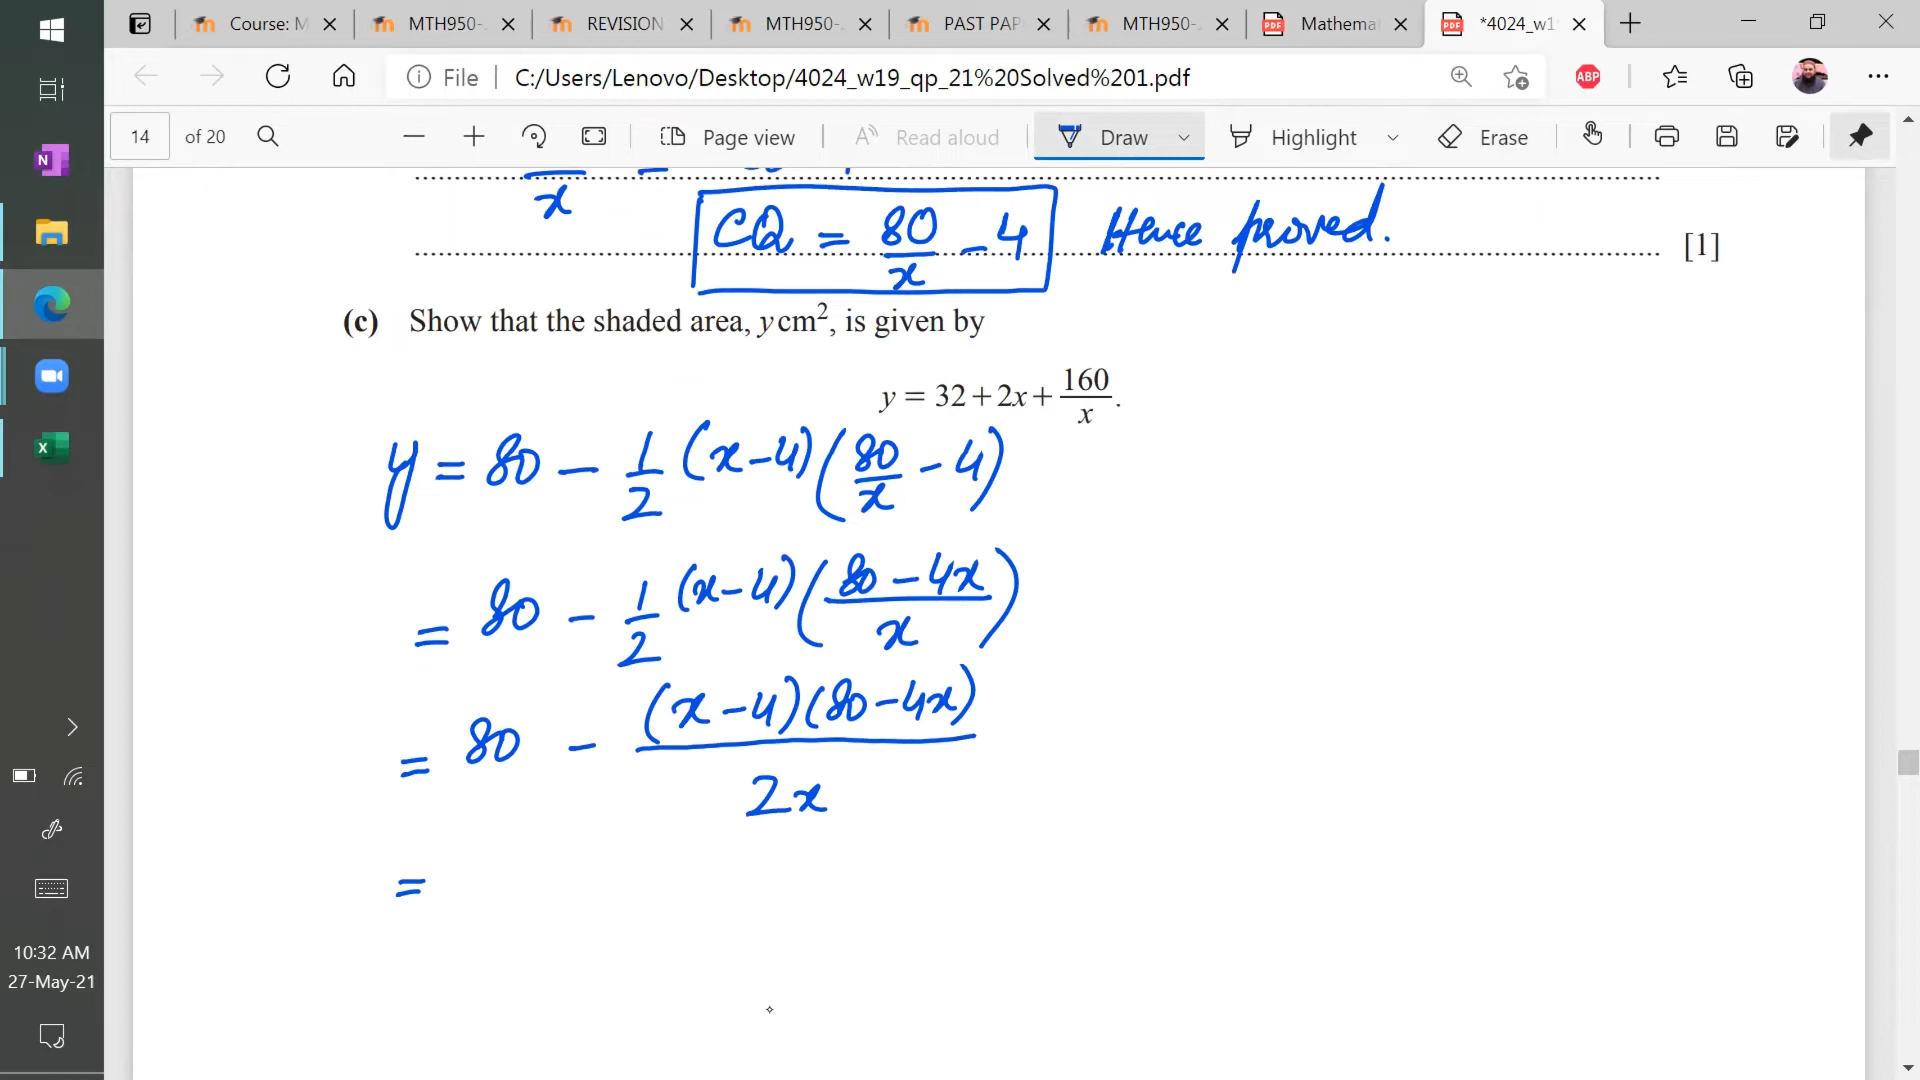 Course: M
MTH950-
REVISION
MTH950-
PAST PAP
MTH950-
Mathema
*4024_w1
File
C:/Users/Lenovo/Desktop/4024_w19_qp_21%20Solved%201.pdf
ABP
14 of 20
Page view
Read aloud
Draw
Highlight
Erase
x
CQ = 80/x - 4 Hence proved.
[1]
(c) Show that the shaded area, y cm², is given by
y = 32 + 2x + 160/x.
y = 80 - 1/2 (x-4)(80/x - 4)
= 80 - 1/2 (x-4)((80-4x)/x)
= 80 - (x-4)(80-4x)/2x
=
10:32 AM
27-May-21